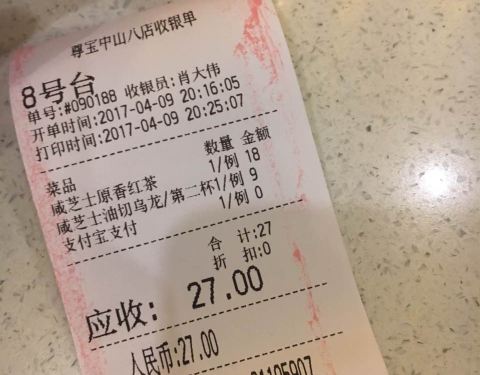 尊宝中山八店收银单
8号台
单号:#090188 收银员:肖大伟
开单时间:2017-04-09 20:16:05
打印时间:2017-04-09 20:25:07
菜品 数量 金额
咸芝士原香红茶 1/例 18
咸芝士油切乌龙/第二杯1/例 9
支付宝支付 1/例 0
合 计:27
折 扣:0
应收: 27.00
人民币:27.00